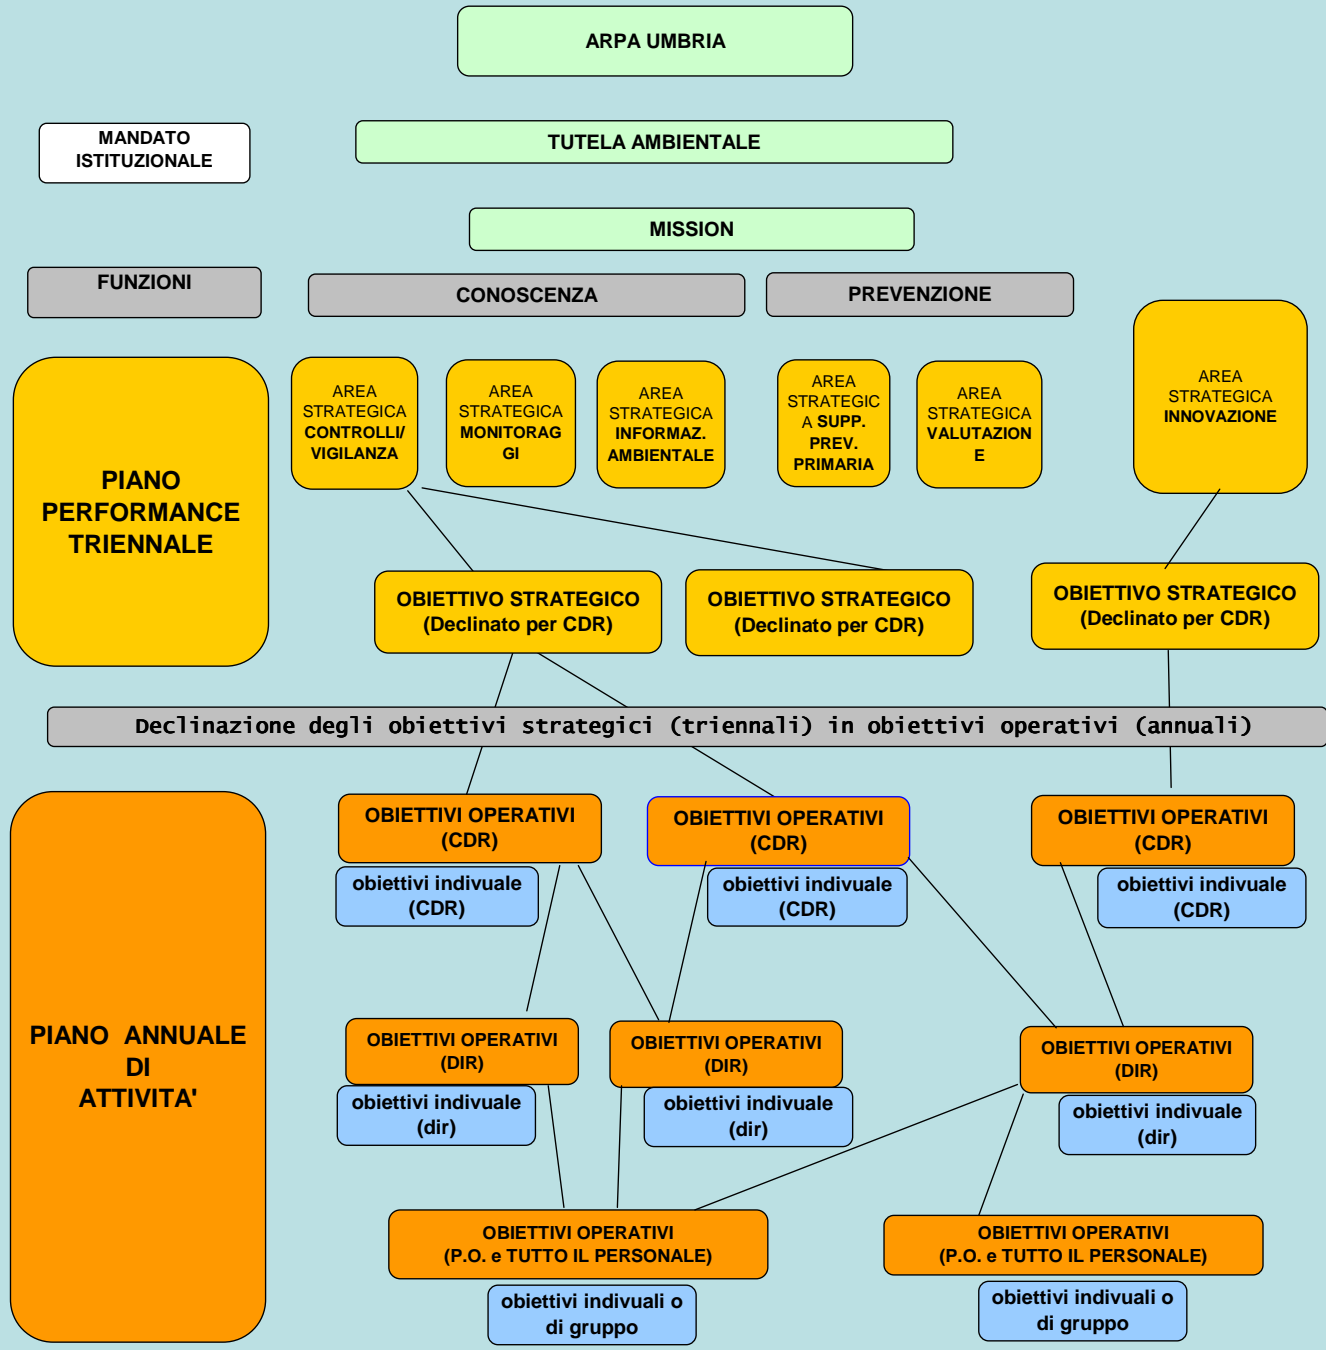 ARPA UMBRIA
MANDATO
ISTITUZIONALE
TUTELA AMBIENTALE
MISSION
FUNZIONI
CONOSCENZA
PREVENZIONE
PIANO
PERFORMANCE
TRIENNALE
AREA
STRATEGICA
CONTROLLI/
VIGILANZA
AREA
STRATEGICA
MONITORAG
GI
AREA
STRATEGICA
INFORMAZ.
AMBIENTALE
AREA
STRATEGIC
A SUPP.
PREV.
PRIMARIA
AREA
STRATEGICA
VALUTAZION
E
AREA
STRATEGICA
INNOVAZIONE
OBIETTIVO STRATEGICO
(Declinato per CDR)
OBIETTIVO STRATEGICO
(Declinato per CDR)
OBIETTIVO STRATEGICO
(Declinato per CDR)
Declinazione degli obiettivi strategici (triennali) in obiettivi operativi (annuali)
PIANO ANNUALE
DI
ATTIVITA'
OBIETTIVI OPERATIVI
(CDR)
obiettivi indivuale
(CDR)
OBIETTIVI OPERATIVI
(CDR)
obiettivi indivuale
(CDR)
OBIETTIVI OPERATIVI
(CDR)
obiettivi indivuale
(CDR)
OBIETTIVI OPERATIVI
(DIR)
obiettivi indivuale
(dir)
OBIETTIVI OPERATIVI
(DIR)
obiettivi indivuale
(dir)
OBIETTIVI OPERATIVI
(DIR)
obiettivi indivuale
(dir)
OBIETTIVI OPERATIVI
(P.O. e TUTTO IL PERSONALE)
obiettivi indivuali o
di gruppo
OBIETTIVI OPERATIVI
(P.O. e TUTTO IL PERSONALE)
obiettivi indivuali o
di gruppo